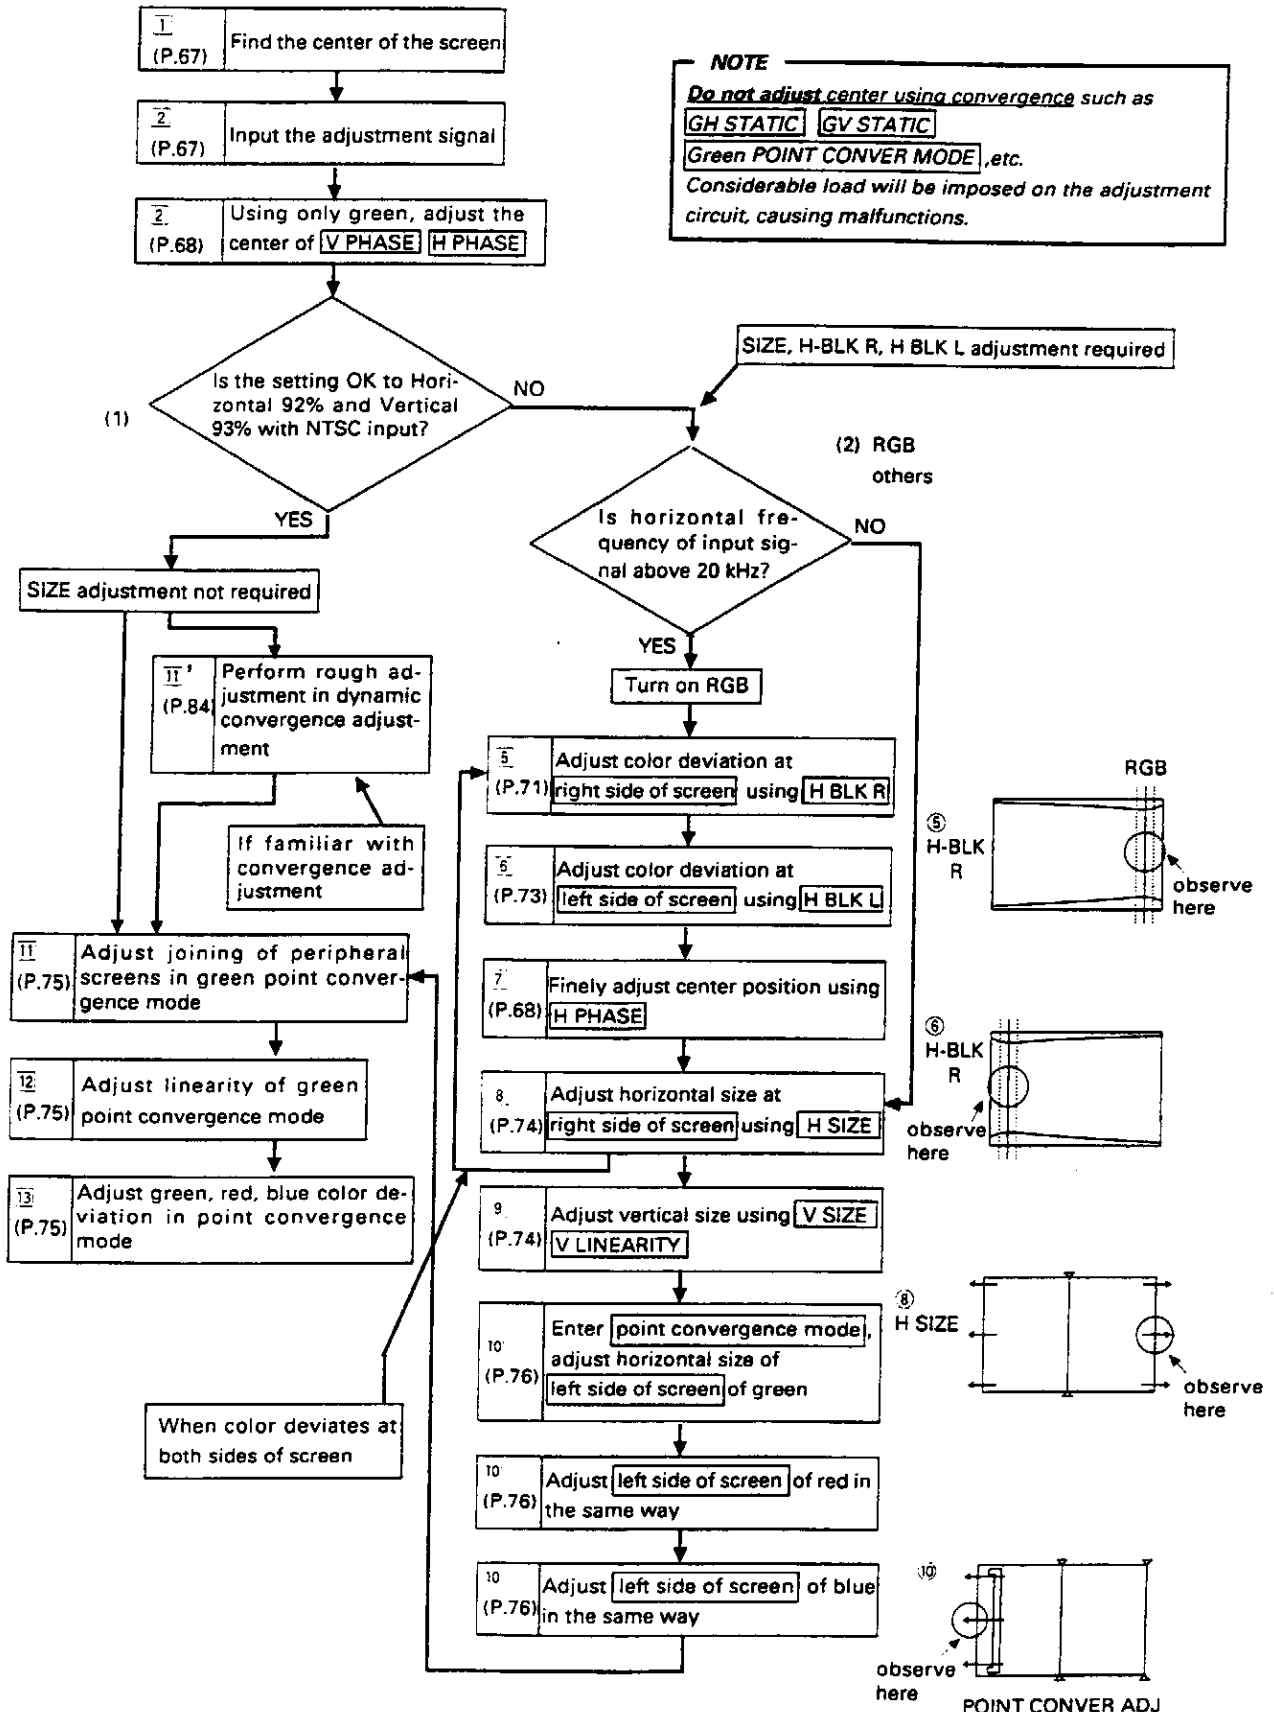 1
(P.67)
Find the center of the screen
2
(P.67)
Input the adjustment signal
2
(P.68)
Using only green, adjust the
center of V PHASE H PHASE
NOTE
Do not adjust center using convergence such as
GH STATIC GV STATIC
Green POINT CONVER MODE ,etc.
Considerable load will be imposed on the adjustment
circuit, causing malfunctions.
(1)
Is the setting OK to Hori-
zontal 92% and Vertical
93% with NTSC input?
NO
YES
SIZE, H-BLK R, H BLK L adjustment required
(2) RGB
others
Is horizontal fre-
quency of input sig-
nal above 20 kHz?
NO
YES
SIZE adjustment not required
11'
(P.84)
Perform rough ad-
justment in dynamic
convergence adjust-
ment
If familiar with
convergence ad-
justment
11
(P.75)
Adjust joining of peripheral
screens in green point conver-
gence mode
12
(P.75)
Adjust linearity of green
point convergence mode
13
(P.75)
Adjust green, red, blue color de-
viation in point convergence
mode
When color deviates at
both sides of screen
Turn on RGB
5
(P.71)
Adjust color deviation at
right side of screen using H BLK R
6
(P.73)
Adjust color deviation at
left side of screen using H BLK L
7
(P.68)
Finely adjust center position using
H PHASE
8
(P.74)
Adjust horizontal size at
right side of screen using H SIZE
9
(P.74)
Adjust vertical size using V SIZE
V LINEARITY
10
(P.76)
Enter point convergence mode,
adjust horizontal size of
left side of screen of green
10
(P.76)
Adjust left side of screen of red in
the same way
10
(P.76)
Adjust left side of screen of blue
in the same way
RGB
⑤
H-BLK
R
observe
here
⑥
H-BLK
R
observe
here
⑧
H SIZE
observe
here
⑩
observe
here
POINT CONVER ADJ